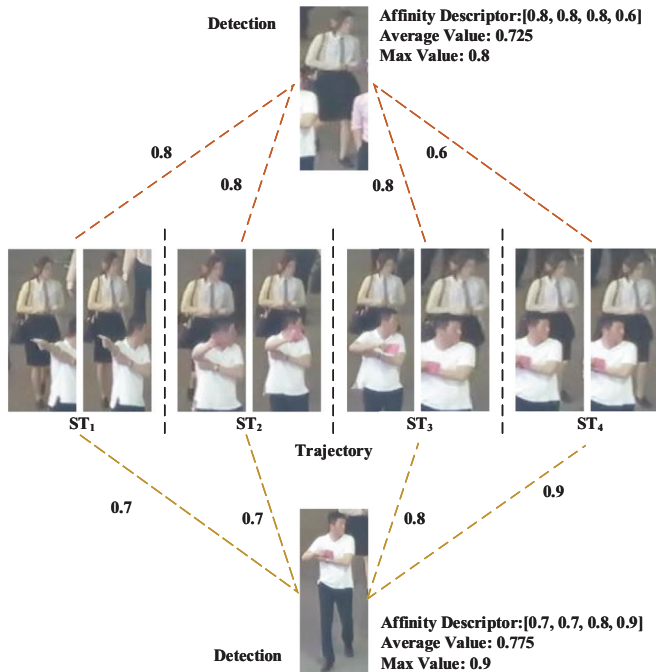 Detection
Affinity Descriptor:[0.8, 0.8, 0.8, 0.6]
Average Value: 0.725
Max Value: 0.8
0.8
0.8
0.8
0.6
ST₁
ST₂
ST₃
ST₄
Trajectory
0.7
0.7
0.8
0.9
Detection
Affinity Descriptor:[0.7, 0.7, 0.8, 0.9]
Average Value: 0.775
Max Value: 0.9